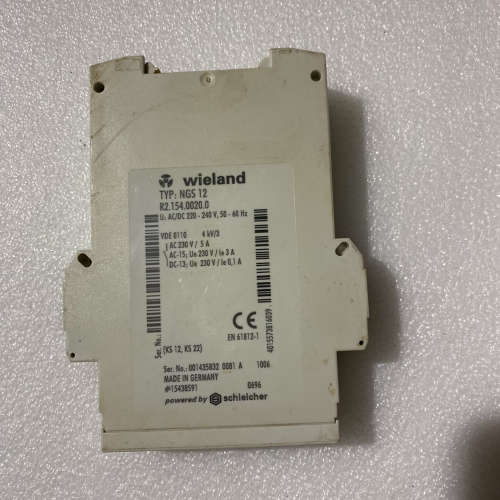 wieland
TYP: NGS 12
R2.154.0020.0
U: AC/DC 220 - 240 V, 50 - 60 Hz
VDE 0110 4 kV/3
AC 230 V / 5 A
AC-15; Ue 230 V / Ie 3 A
DC-13; Ue 230 V / Ie 0,1 A
CE
EN 61812-1
4015573816039
Ser. No.:
(KS 12, KS 22)
Ser. No.: 001435832 0081 A 1006
MADE IN GERMANY
#15438591 0696
powered by schleicher